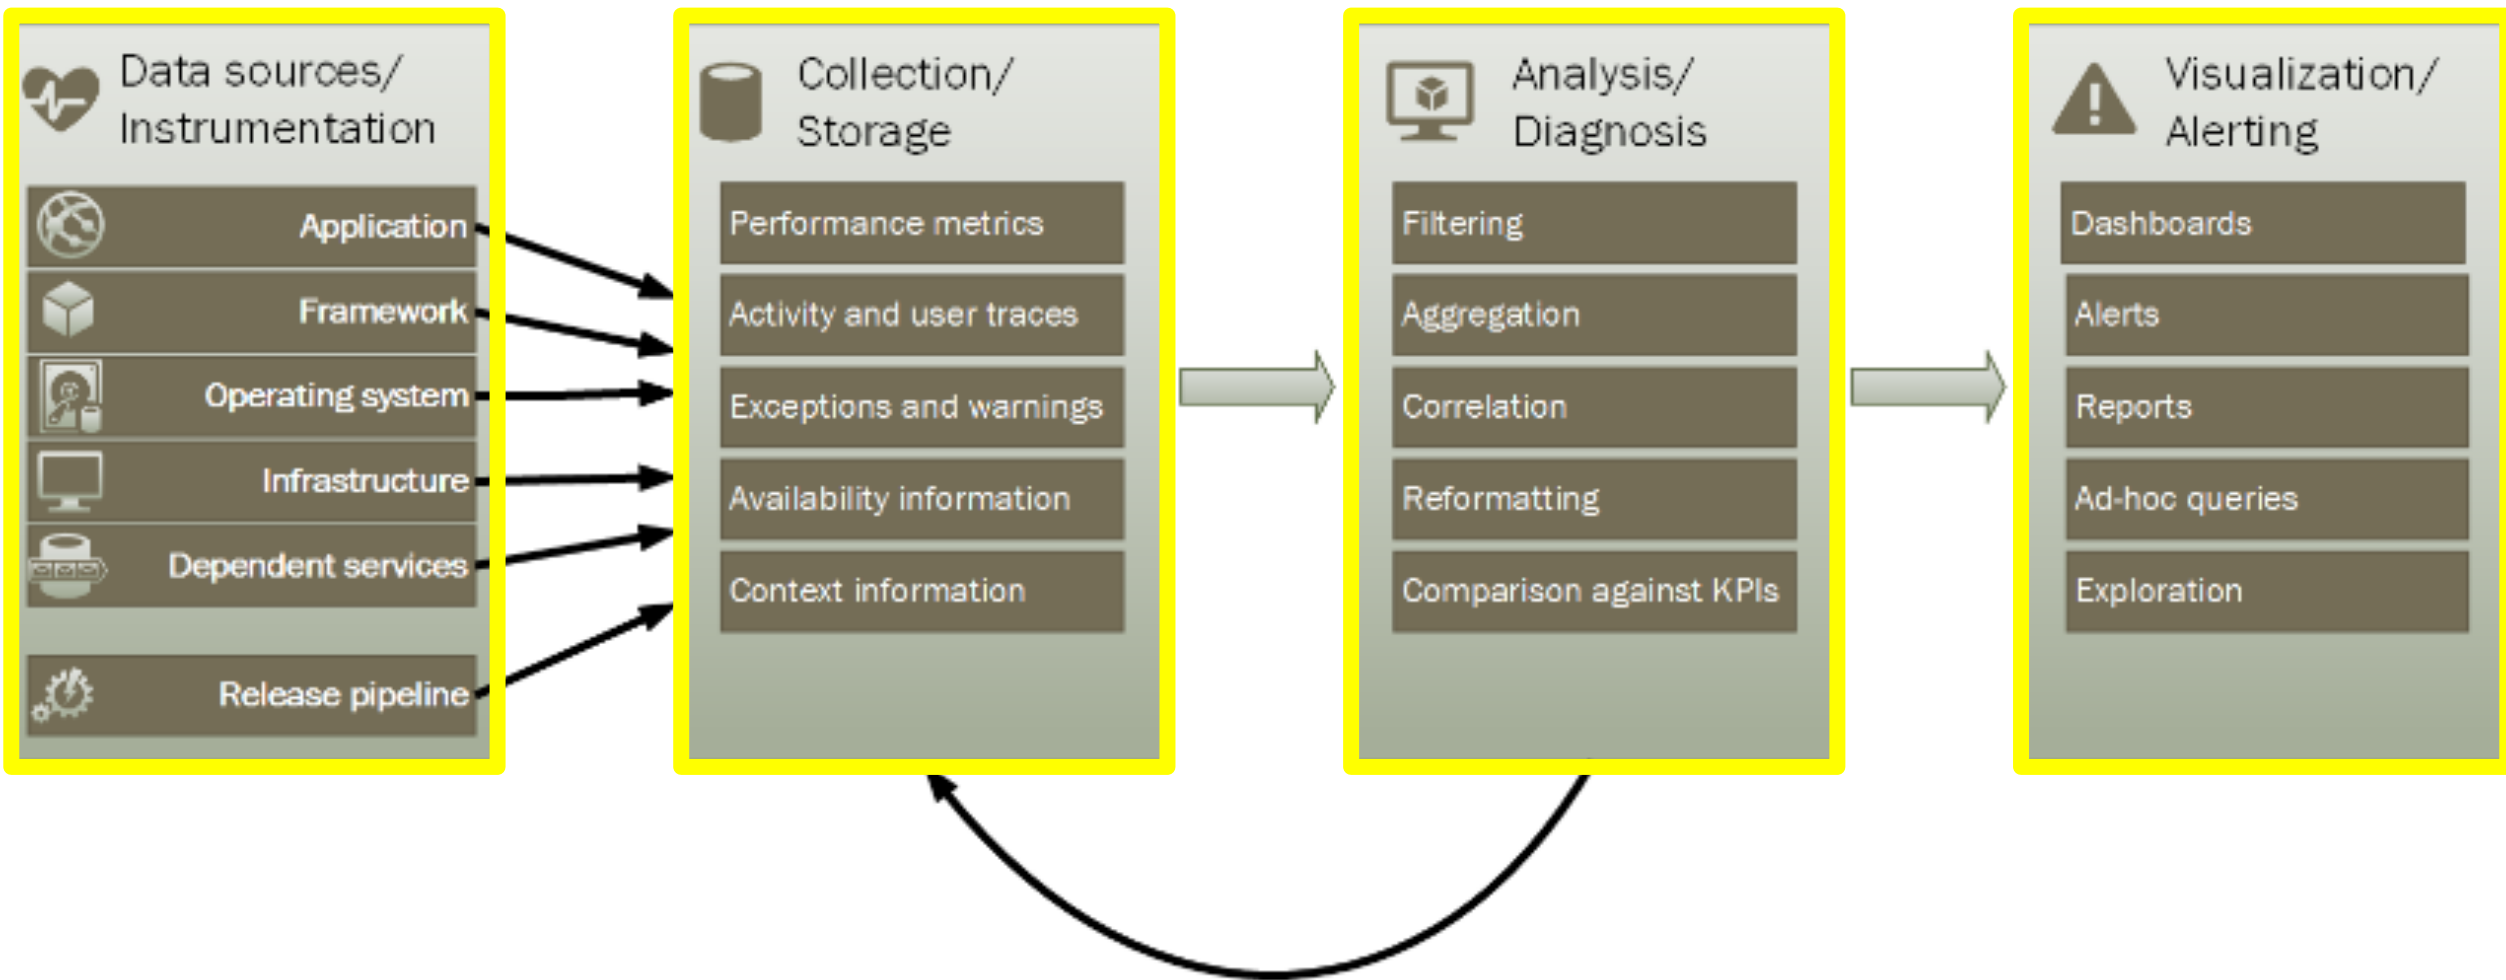 Data sources/
Instrumentation
Application
Framework
Operating system
Infrastructure
Dependent services
Release pipeline
Collection/
Storage
Performance metrics
Activity and user traces
Exceptions and warnings
Availability information
Context information
Analysis/
Diagnosis
Filtering
Aggregation
Correlation
Reformatting
Comparison against KPIs
Visualization/
Alerting
Dashboards
Alerts
Reports
Ad-hoc queries
Exploration